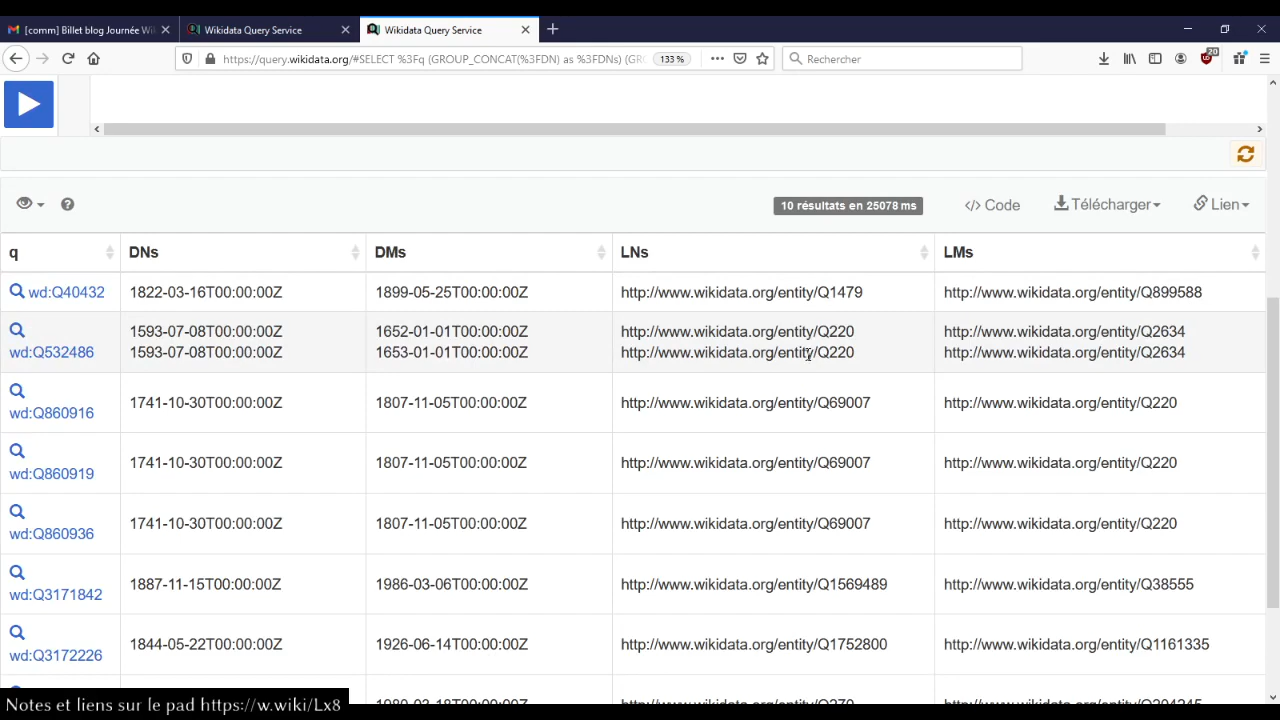 [comm] Billet blog Journée Wi
Wikidata Query Service
Wikidata Query Service
https://query.wikidata.org/#SELECT %3Fq (GROUP_CONCAT(%3FDN) as %3FDNs) (GR
133 %
Rechercher
20
10 résultats en 25078 ms
</> Code
Télécharger
Lien
q DNs DMs LNs LMs
wd:Q40432 1822-03-16T00:00:00Z 1899-05-25T00:00:00Z http://www.wikidata.org/entity/Q1479 http://www.wikidata.org/entity/Q899588
1593-07-08T00:00:00Z 1652-01-01T00:00:00Z http://www.wikidata.org/entity/Q220 http://www.wikidata.org/entity/Q2634
wd:Q532486 1593-07-08T00:00:00Z 1653-01-01T00:00:00Z http://www.wikidata.org/entity/Q220 http://www.wikidata.org/entity/Q2634
wd:Q860916 1741-10-30T00:00:00Z 1807-11-05T00:00:00Z http://www.wikidata.org/entity/Q69007 http://www.wikidata.org/entity/Q220
wd:Q860919 1741-10-30T00:00:00Z 1807-11-05T00:00:00Z http://www.wikidata.org/entity/Q69007 http://www.wikidata.org/entity/Q220
wd:Q860936 1741-10-30T00:00:00Z 1807-11-05T00:00:00Z http://www.wikidata.org/entity/Q69007 http://www.wikidata.org/entity/Q220
wd:Q3171842 1887-11-15T00:00:00Z 1986-03-06T00:00:00Z http://www.wikidata.org/entity/Q1569489 http://www.wikidata.org/entity/Q38555
wd:Q3172226 1844-05-22T00:00:00Z 1926-06-14T00:00:00Z http://www.wikidata.org/entity/Q1752800 http://www.wikidata.org/entity/Q1161335
Notes et liens sur le pad https://w.wiki/Lx8